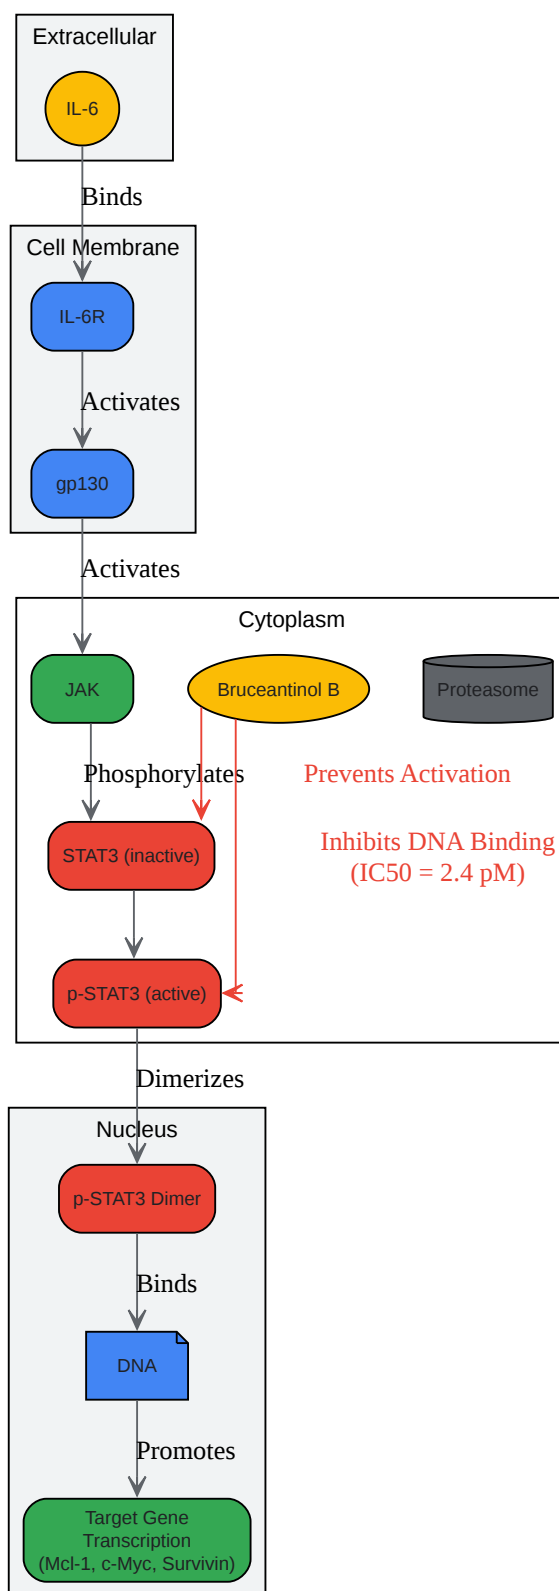 Extracellular
IL-6
Binds
Cell Membrane
IL-6R
Activates
gp130
Activates
Cytoplasm
JAK
Bruceantinol B
Proteasome
Phosphorylates
Prevents Activation
STAT3 (inactive)
Inhibits DNA Binding
(IC50 = 2.4 pM)
p-STAT3 (active)
Dimerizes
Nucleus
p-STAT3 Dimer
Binds
DNA
Promotes
Target Gene
Transcription
(Mcl-1, c-Myc, Survivin)